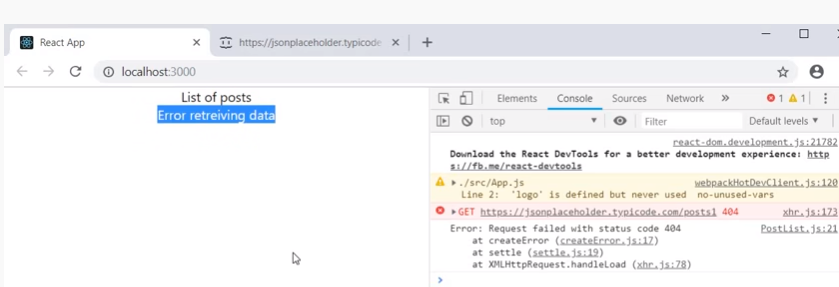 React App
https://jsonplaceholder.typicode
localhost:3000
List of posts
Error retreiving data
Elements Console Sources Network » 1 1
top Filter Default levels
react-dom.development.js:21782
Download the React DevTools for a better development experience: http
s://fb.me/react-devtools
./src/App.js webpackHotDevClient.js:120
Line 2: 'logo' is defined but never used no-unused-vars
GET https://jsonplaceholder.typicode.com/posts1 404 xhr.js:173
Error: Request failed with status code 404 PostList.js:21
at createError (createError.js:17)
at settle (settle.js:19)
at XMLHttpRequest.handleLoad (xhr.js:78)